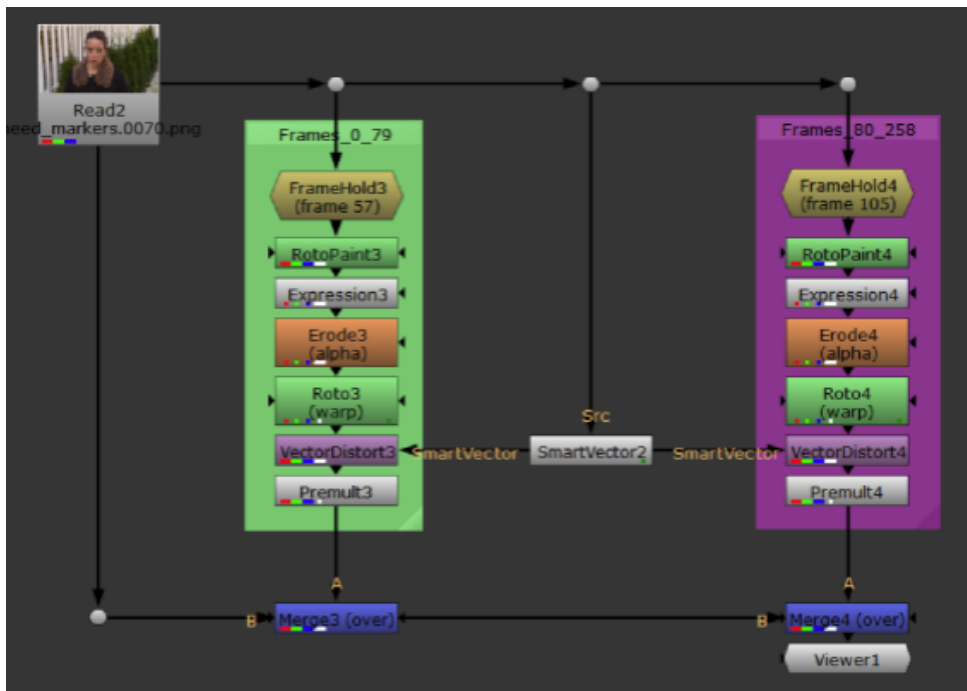 Read2
need_markers.0070.png
Frames_0_79
Frames_80_258
FrameHold3
(frame 57)
FrameHold4
(frame 105)
RotoPaint3
RotoPaint4
Expression3
Expression4
Erode3
(alpha)
Erode4
(alpha)
Roto3
(warp)
Roto4
(warp)
Src
VectorDistort3
SmartVector
SmartVector2
SmartVector
VectorDistort4
Premult3
Premult4
A
A
B
Merge3 (over)
B
Merge4 (over)
Viewer1